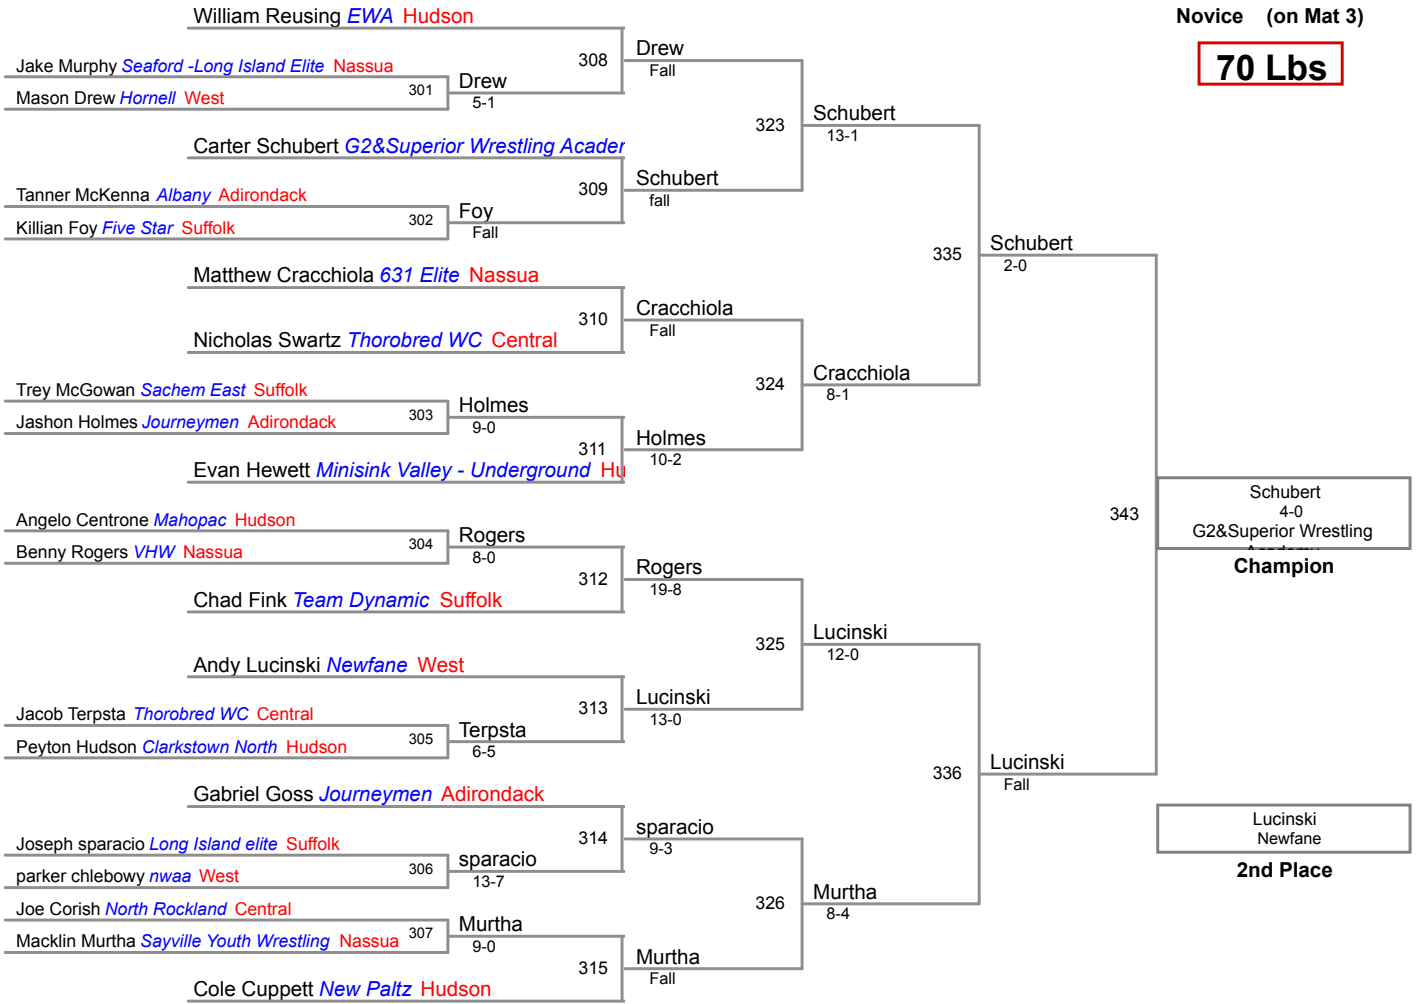 William Reusing EWA Hudson
Novice (on Mat 3)
70 Lbs
Jake Murphy Seaford -Long Island Elite Nassua
Mason Drew Hornell West
301
Drew
5-1
308
Drew
Fall
Carter Schubert G2&Superior Wrestling Acader
Tanner McKenna Albany Adirondack
Killian Foy Five Star Suffolk
302
Foy
Fall
309
Schubert
fall
323
Schubert
13-1
Matthew Cracchiola 631 Elite Nassua
Nicholas Swartz Thorobred WC Central
310
Cracchiola
Fall
Trey McGowan Sachem East Suffolk
Jashon Holmes Journeymen Adirondack
303
Holmes
9-0
Evan Hewett Minisink Valley - Underground Hu
311
Holmes
10-2
324
Cracchiola
8-1
335
Schubert
2-0
Angelo Centrone Mahopac Hudson
Benny Rogers VHW Nassua
304
Rogers
8-0
Chad Fink Team Dynamic Suffolk
312
Rogers
19-8
Andy Lucinski Newfane West
Jacob Terpsta Thorobred WC Central
Peyton Hudson Clarkstown North Hudson
305
Terpsta
6-5
313
Lucinski
13-0
325
Lucinski
12-0
Gabriel Goss Journeymen Adirondack
Joseph sparacio Long Island elite Suffolk
parker chlebowy nwaa West
306
sparacio
13-7
314
sparacio
9-3
Joe Corish North Rockland Central
Macklin Murtha Sayville Youth Wrestling Nassua
307
Murtha
9-0
Cole Cuppett New Paltz Hudson
315
Murtha
Fall
326
Murtha
8-4
336
Lucinski
Fall
343
Schubert
4-0
G2&Superior Wrestling
Champion
Lucinski
Newfane
2nd Place